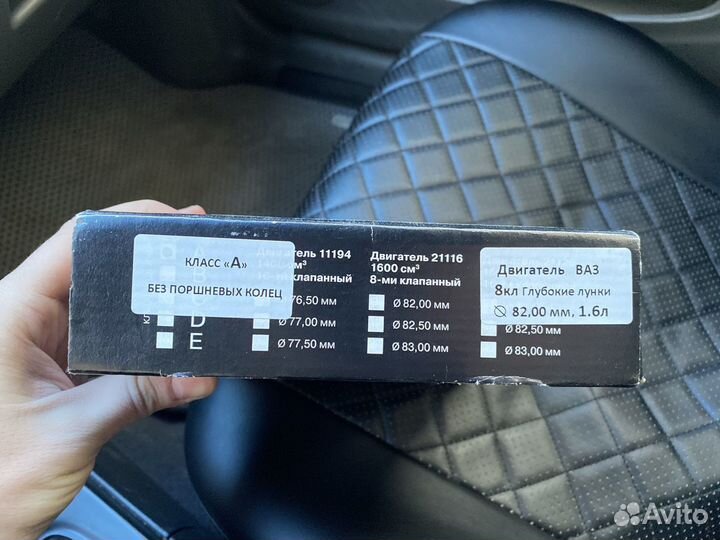 КЛАСС «А»
БЕЗ ПОРШНЕВЫХ КОЛЕЦ
D
E
11194
клапанный
76,50 мм
Ø 77,00 мм
Ø 77,50 мм
Двигатель 21116
1600 см³
8-ми клапанный
Ø 82,00 мм
Ø 82,50 мм
Ø 83,00 мм
Двигатель ВАЗ
8кл Глубокие лунки
⌀ 82,00 мм, 1.6л
Ø 82,50 мм
Ø 83,00 мм
Avito